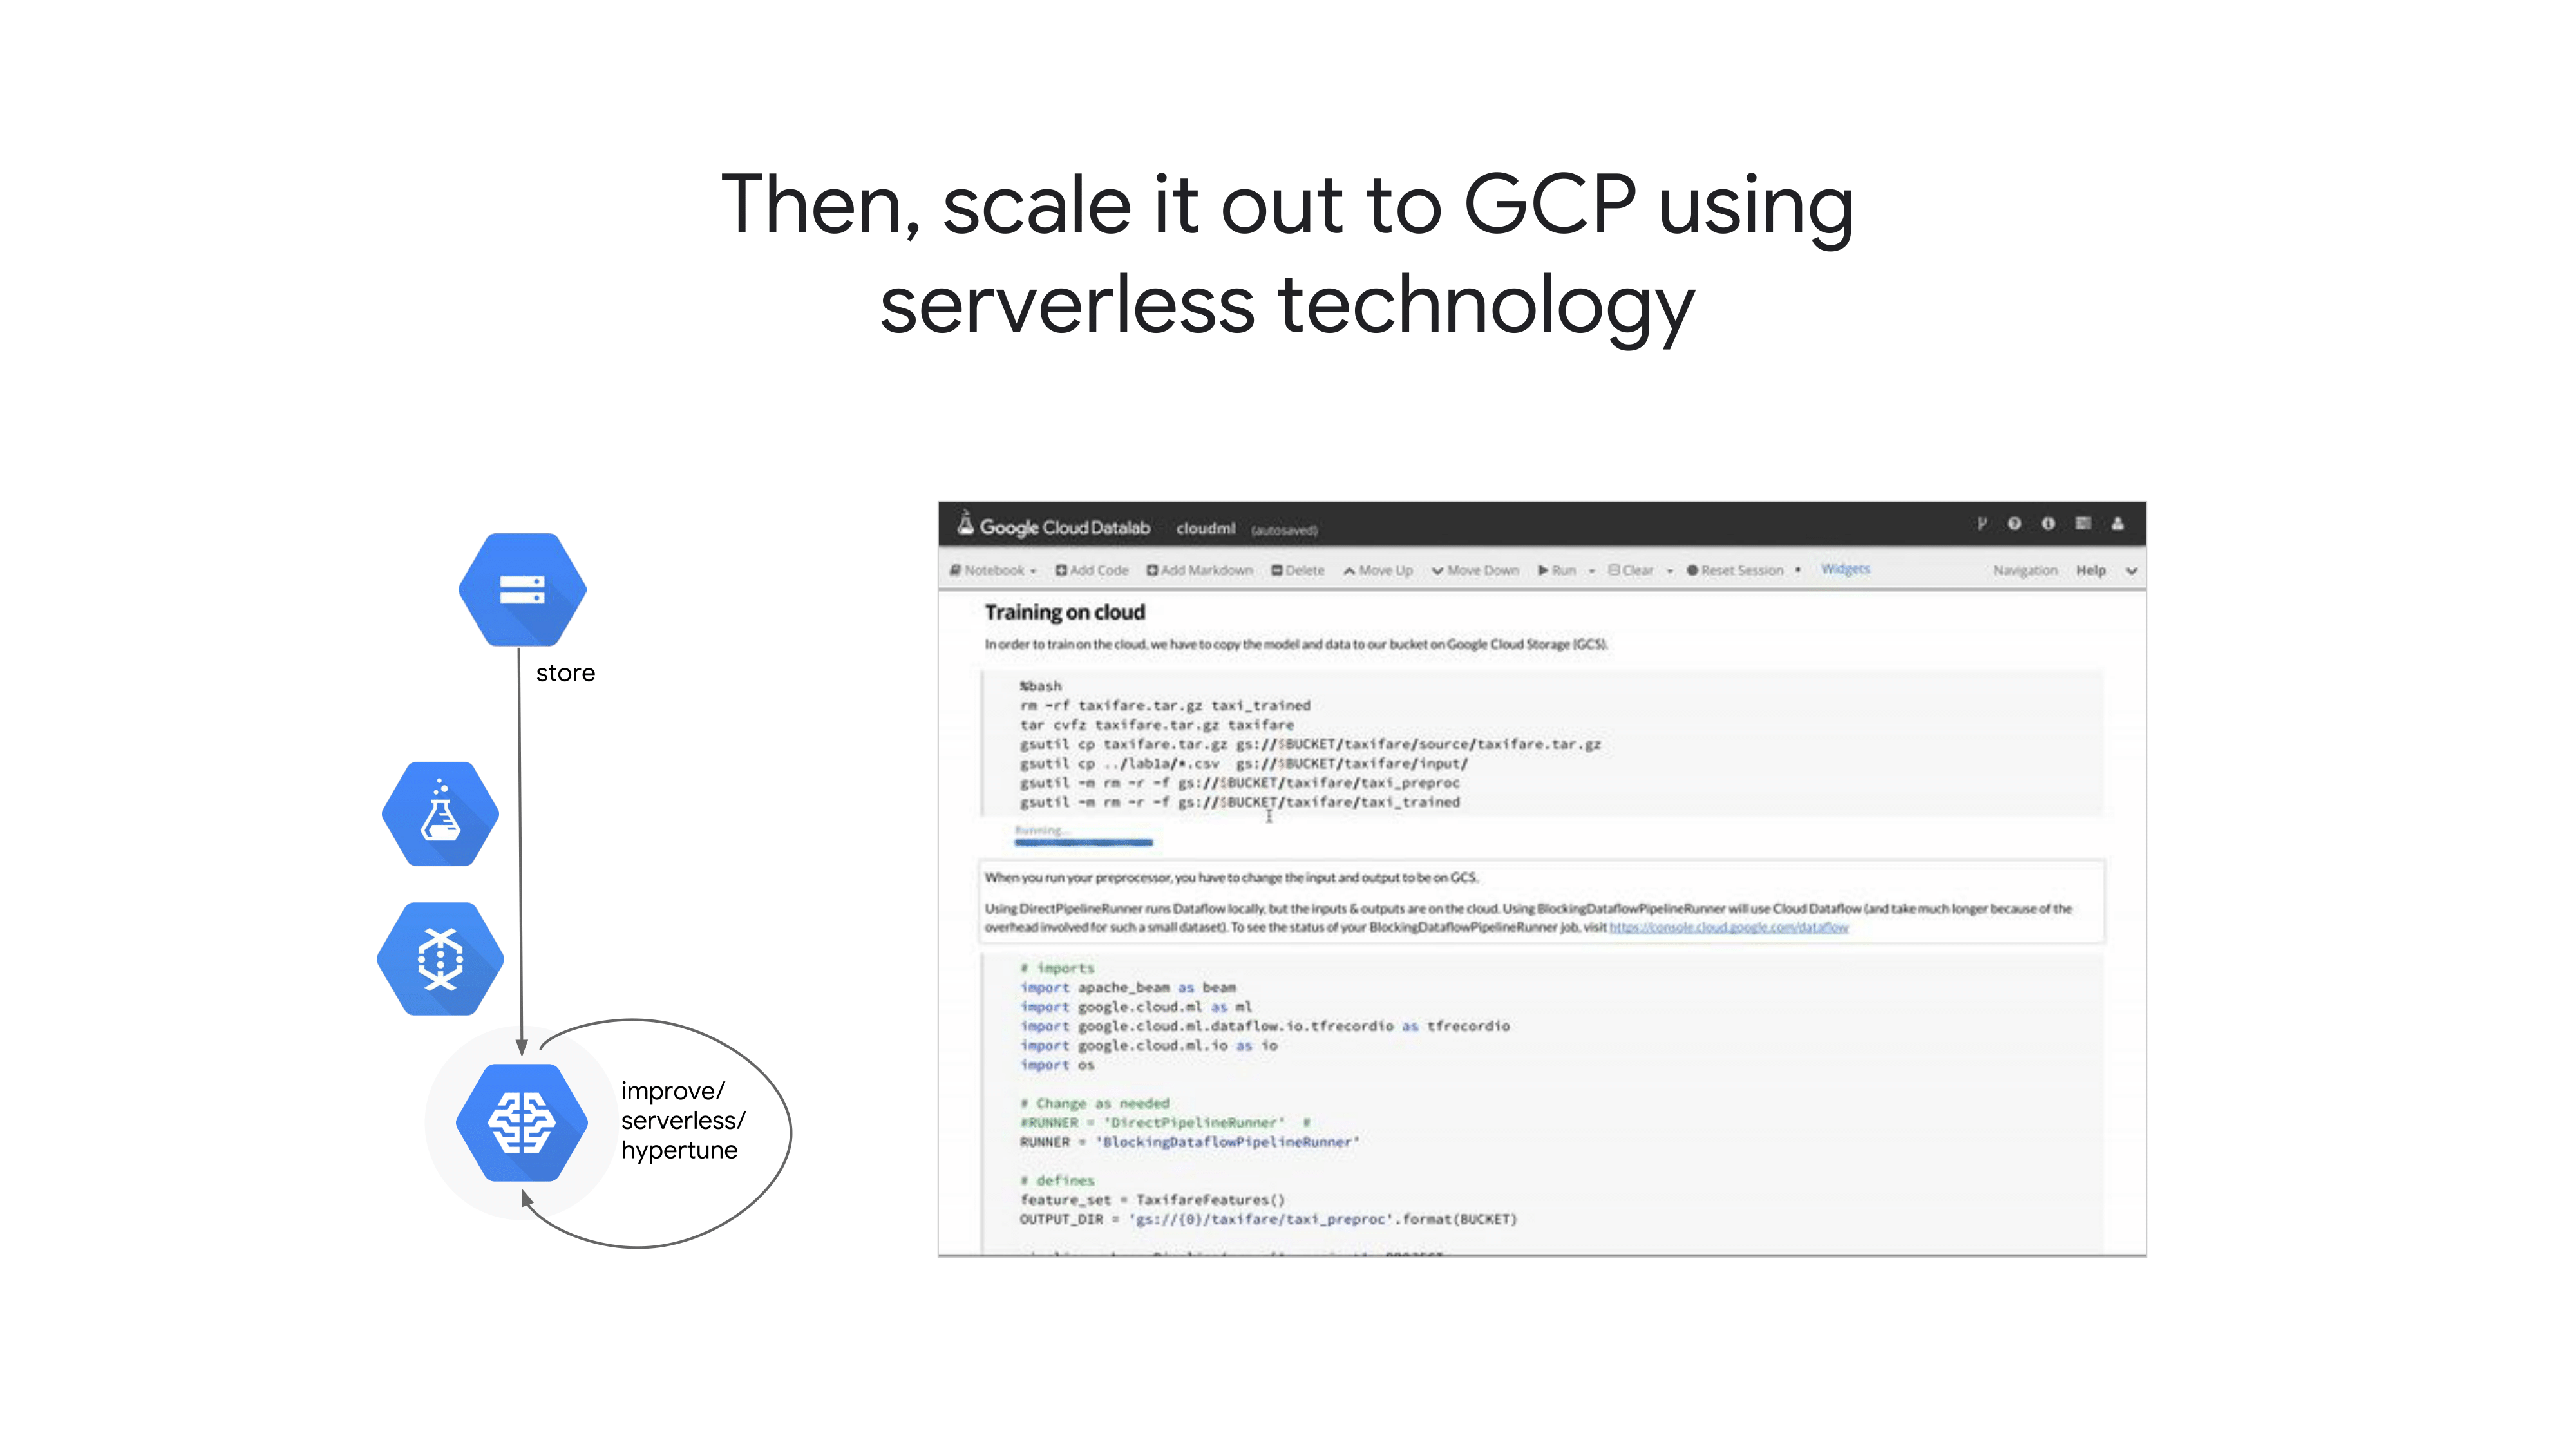 Then, scale it out to GCP using
serverless technology
store
improve/
serverless/
hypertune
Google Cloud Datalab cloudml (autosaved)
Notebook Add Code Add Markdown Delete Move Up Move Down Run Clear Reset Session Widgets Navigation Help
Training on cloud
In order to train on the cloud, we have to copy the model and data to our bucket on Google Cloud Storage (GCS).
%bash
rm -rf taxifare.tar.gz taxi_trained
tar cvfz taxifare.tar.gz taxifare
gsutil cp taxifare.tar.gz gs://$BUCKET/taxifare/source/taxifare.tar.gz
gsutil cp ../lab1a/*.csv gs://$BUCKET/taxifare/input/
gsutil -m rm -r -f gs://$BUCKET/taxifare/taxi_preproc
gsutil -m rm -r -f gs://$BUCKET/taxifare/taxi_trained
Running...
When you run your preprocessor, you have to change the input and output to be on GCS.
Using DirectPipelineRunner runs Dataflow locally, but the inputs & outputs are on the cloud. Using BlockingDataflowPipelineRunner will use Cloud Dataflow (and take much longer because of the
overhead involved for such a small dataset). To see the status of your BlockingDataflowPipelineRunner job, visit https://console.cloud.google.com/dataflow
# imports
import apache_beam as beam
import google.cloud.ml as ml
import google.cloud.ml.dataflow.io.tfrecordio as tfrecordio
import google.cloud.ml.io as io
import os
# Change as needed
#RUNNER = 'DirectPipelineRunner' #
RUNNER = 'BlockingDataflowPipelineRunner'
# defines
feature_set = TaxifareFeatures()
OUTPUT_DIR = 'gs://{0}/taxifare/taxi_preproc'.format(BUCKET)